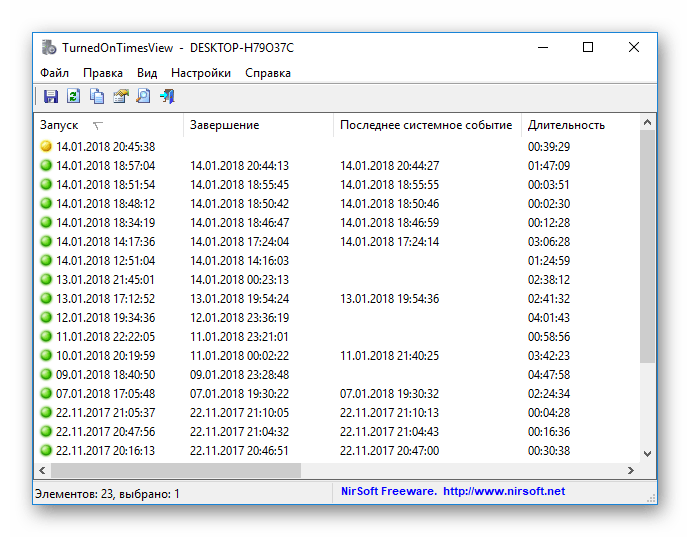 TurnedOnTimesView - DESKTOP-H79O37C
Файл Правка Вид Настройки Справка
Запуск Завершение Последнее системное событие Длительность
14.01.2018 20:45:38 00:39:29
14.01.2018 18:57:04 14.01.2018 20:44:13 14.01.2018 20:44:27 01:47:09
14.01.2018 18:51:54 14.01.2018 18:55:45 14.01.2018 18:55:55 00:03:51
14.01.2018 18:48:12 14.01.2018 18:50:42 14.01.2018 18:50:46 00:02:30
14.01.2018 18:34:19 14.01.2018 18:46:47 14.01.2018 18:46:59 00:12:28
14.01.2018 14:17:36 14.01.2018 17:24:04 14.01.2018 17:24:14 03:06:28
14.01.2018 12:51:04 14.01.2018 14:16:03 01:24:59
13.01.2018 21:45:01 14.01.2018 00:23:13 02:38:12
13.01.2018 17:12:52 13.01.2018 19:54:24 13.01.2018 19:54:36 02:41:32
12.01.2018 19:34:36 12.01.2018 23:36:19 04:01:43
11.01.2018 22:22:05 11.01.2018 23:21:01 00:58:56
10.01.2018 20:19:59 11.01.2018 00:02:22 11.01.2018 21:40:25 03:42:23
09.01.2018 18:40:50 09.01.2018 23:28:48 04:47:58
07.01.2018 17:05:48 07.01.2018 19:30:22 07.01.2018 19:30:32 02:24:34
22.11.2017 21:05:37 22.11.2017 21:10:05 22.11.2017 21:10:13 00:04:28
22.11.2017 20:47:56 22.11.2017 21:04:32 22.11.2017 21:04:43 00:16:36
22.11.2017 20:16:13 22.11.2017 20:46:51 22.11.2017 20:47:00 00:30:38
Элементов: 23, выбрано: 1 NirSoft Freeware. http://www.nirsoft.net